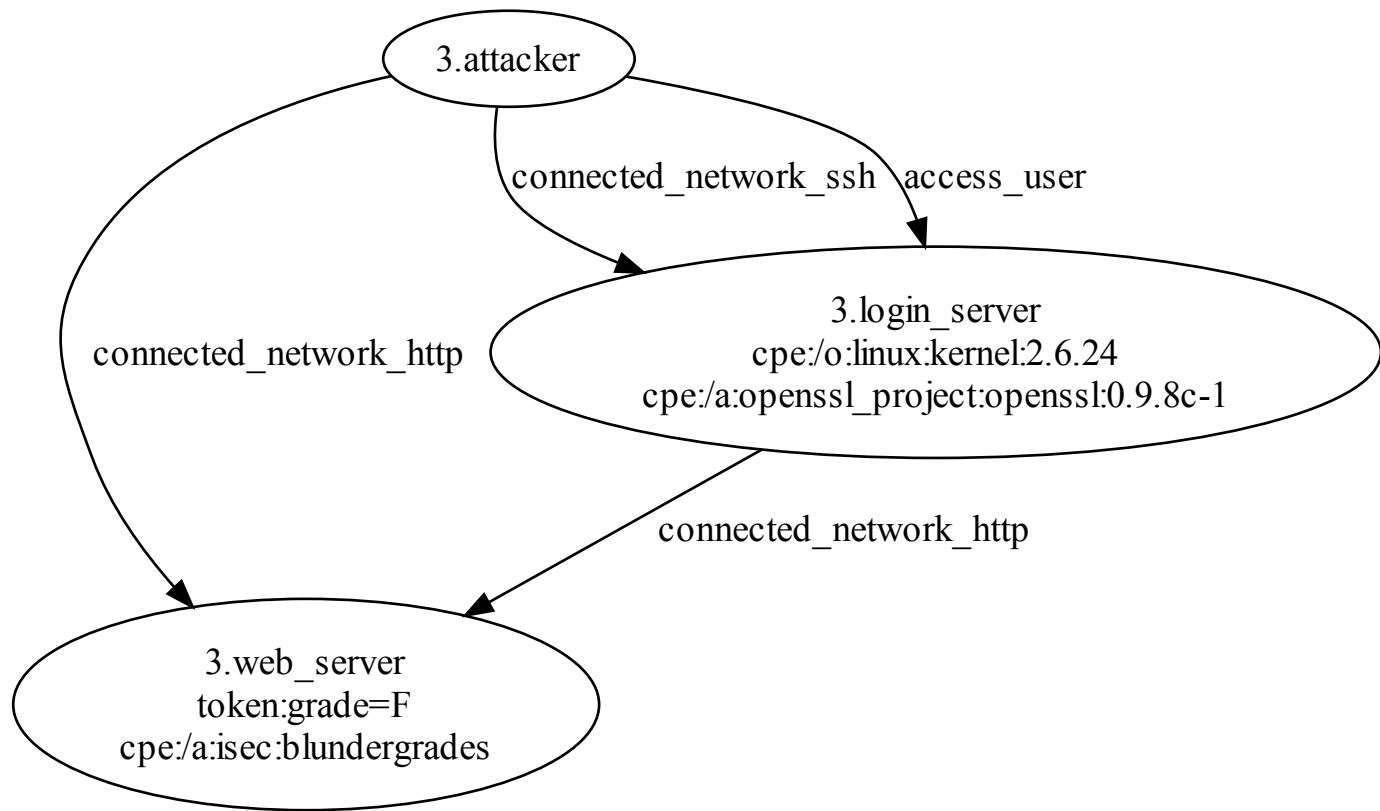 3.attacker
connected_network_ssh
access_user
3.login_server
cpe:/o:linux:kernel:2.6.24
cpe:/a:openssl_project:openssl:0.9.8c-1
connected_network_http
connected_network_http
3.web_server
token:grade=F
cpe:/a:isec:blundergrades